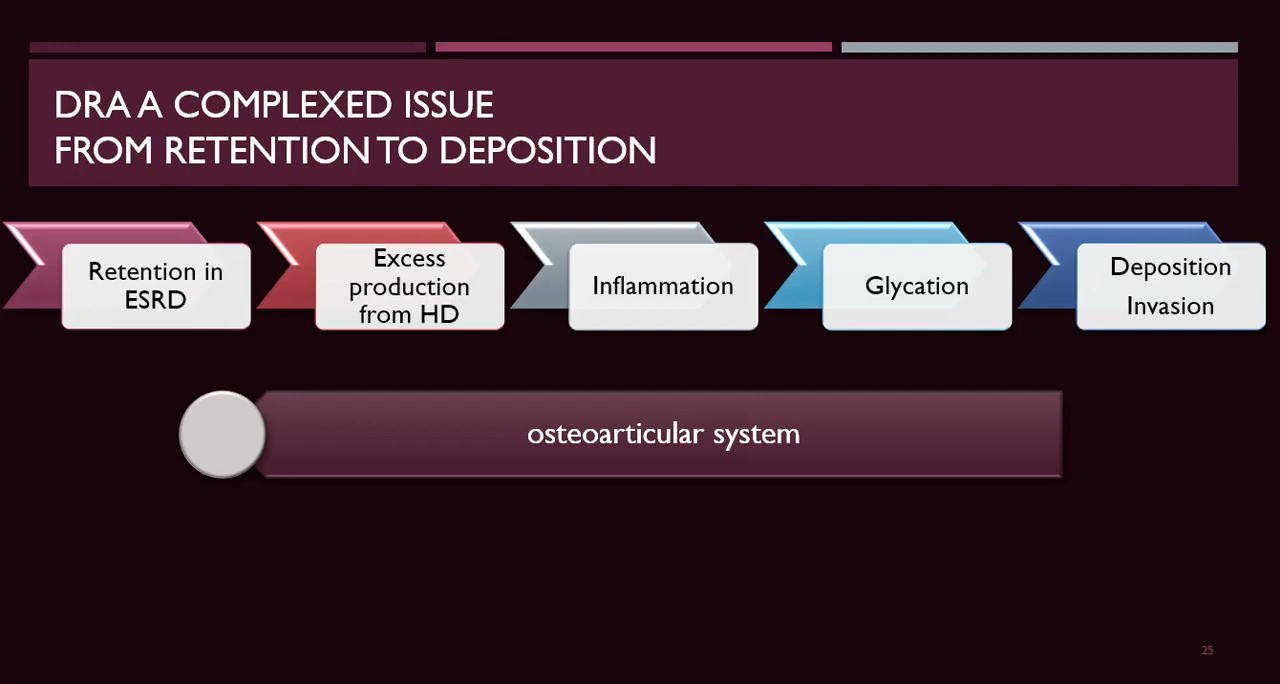 DRA A COMPLEXED ISSUE
FROM RETENTION TO DEPOSITION
Retention in
ESRD
Excess
production
from HD
Inflammation
Glycation
Deposition
Invasion
osteoarticular system
25